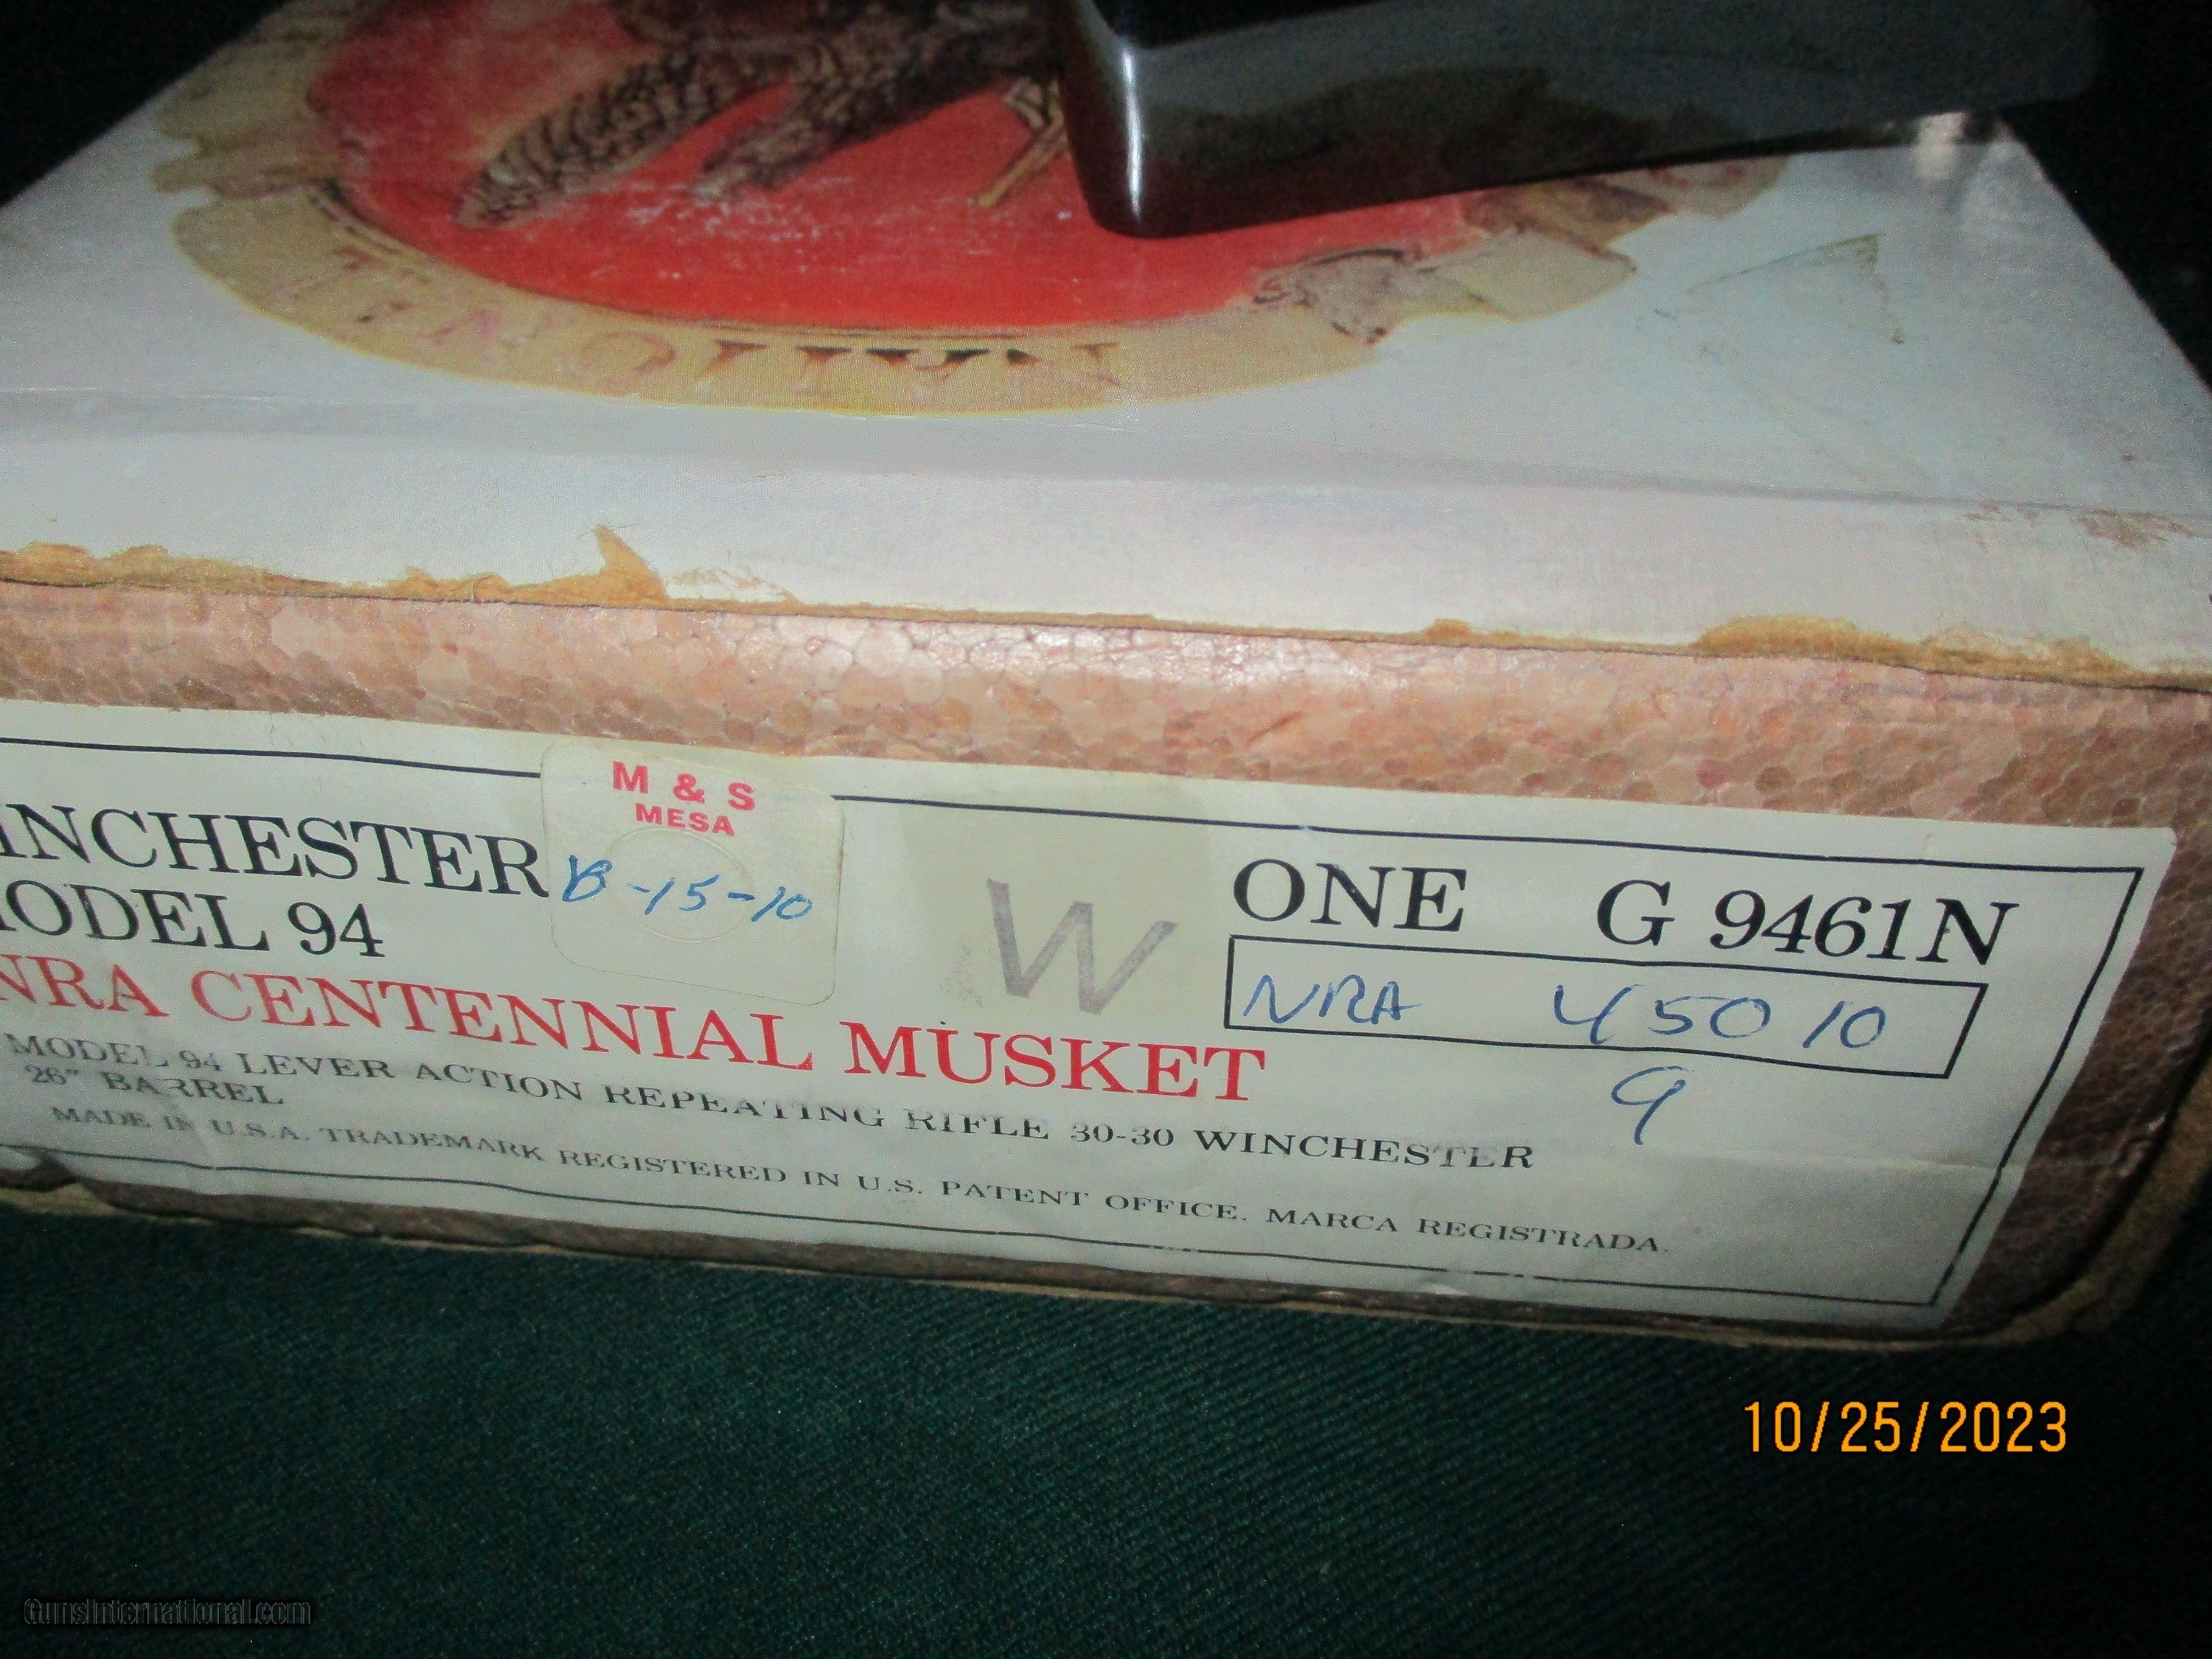 NATIONAL
INCHESTER
ODEL 94
M & S
MESA
-15-10
W
ONE G 9461N
NRA 45010
9
NRA CENTENNIAL MUSKET
MODEL 94 LEVER ACTION REPEATING RIFLE 30-30 WINCHESTER
26" BARREL
MADE IN U.S.A. TRADEMARK REGISTERED IN U.S. PATENT OFFICE. MARCA REGISTRADA.
10/25/2023
GunsInternational.com